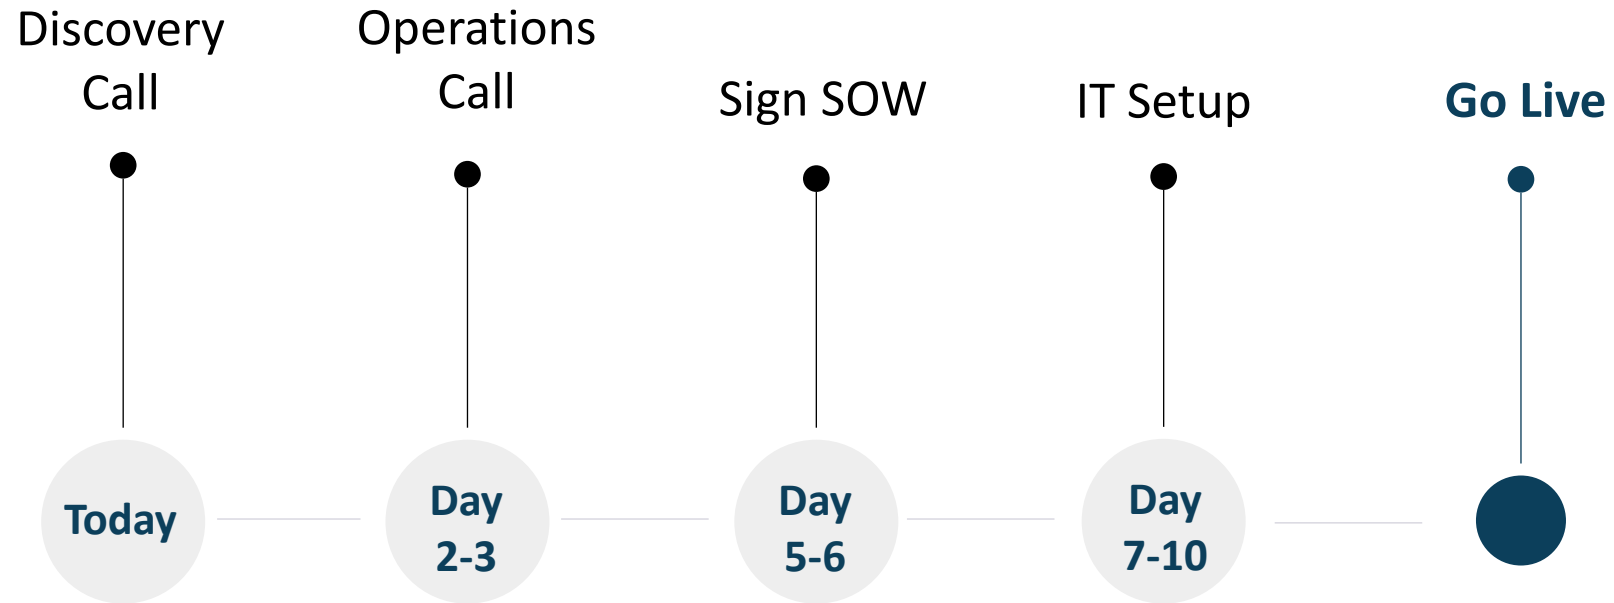 Discovery
Call
Operations
Call
Sign SOW
IT Setup
Go Live
Today
Day
2-3
Day
5-6
Day
7-10